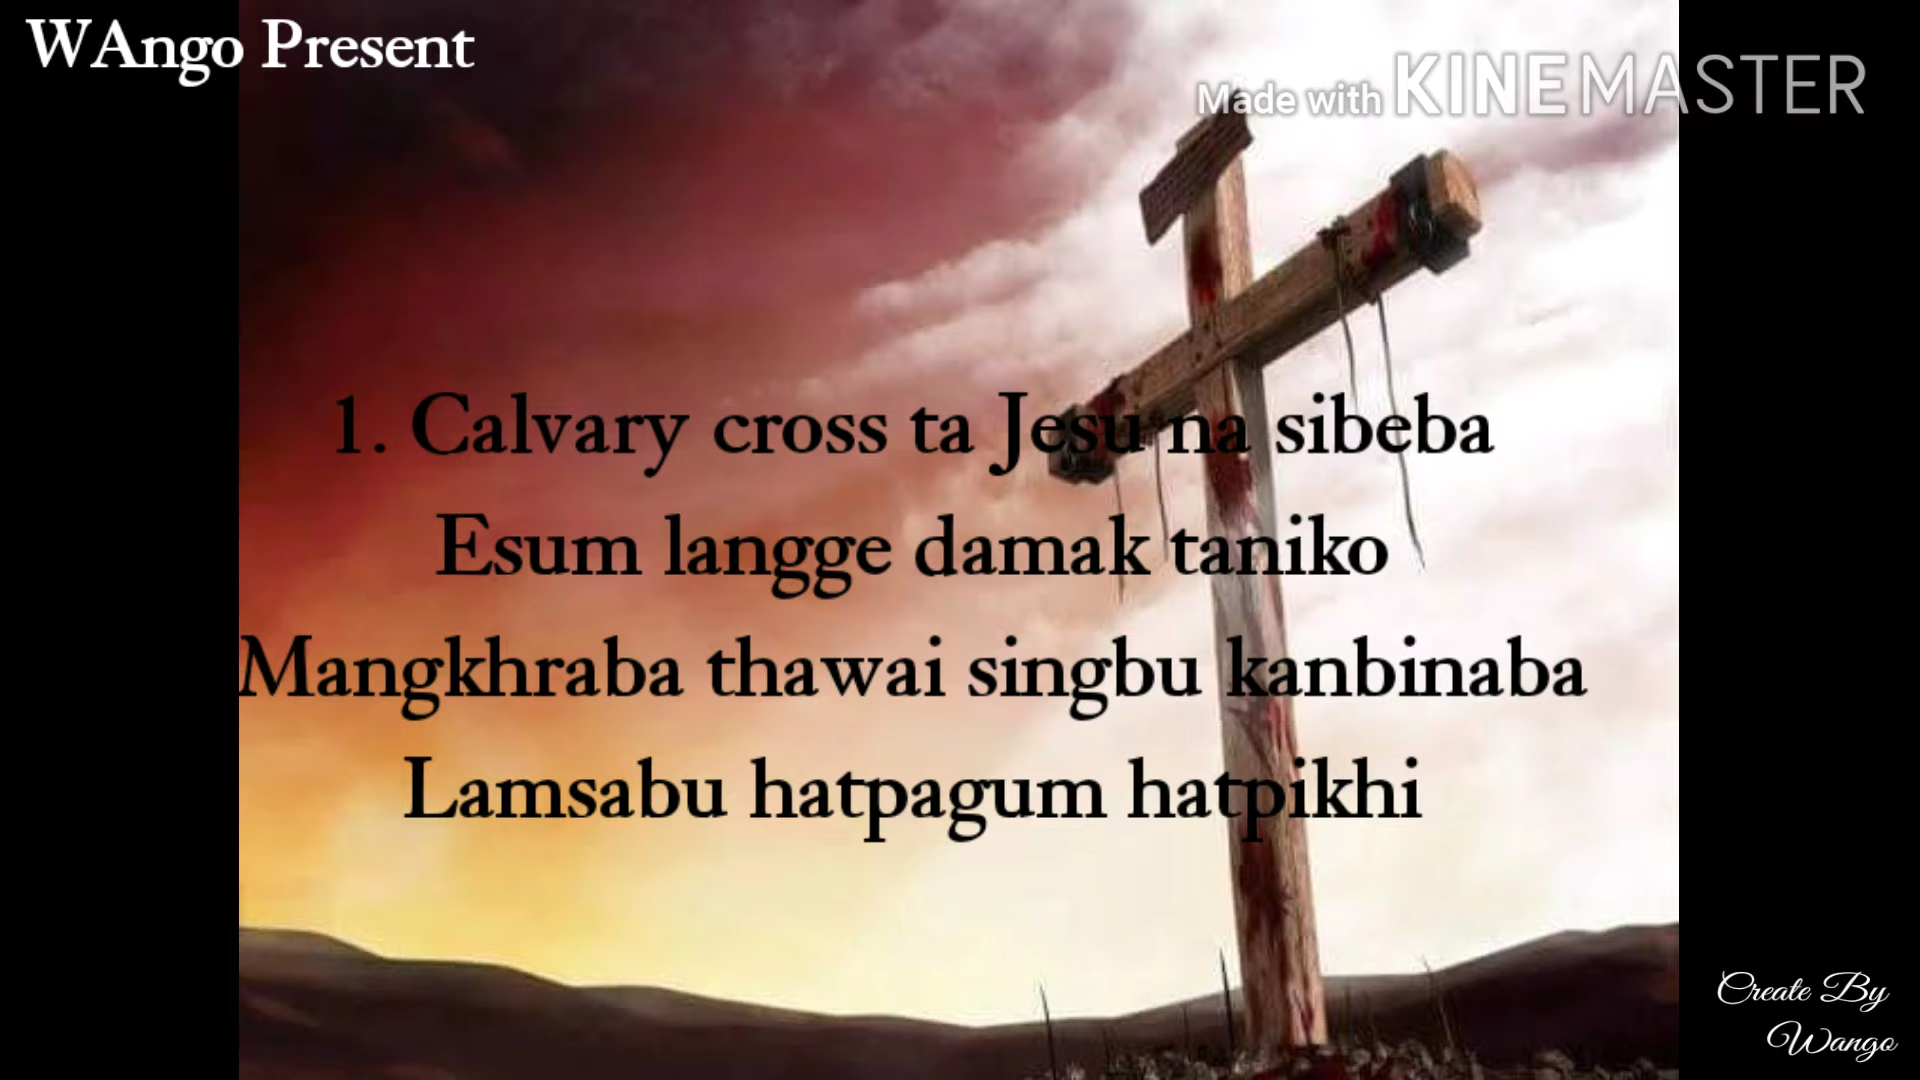 WAngo Present
Made with KINEMASTER
1. Calvary cross ta Jesu na sibeba
Esum langge damak taniko
Mangkhraba thawai singbu kanbinaba
Lamsabu hatpagum hatpikhi
Create By
Wango